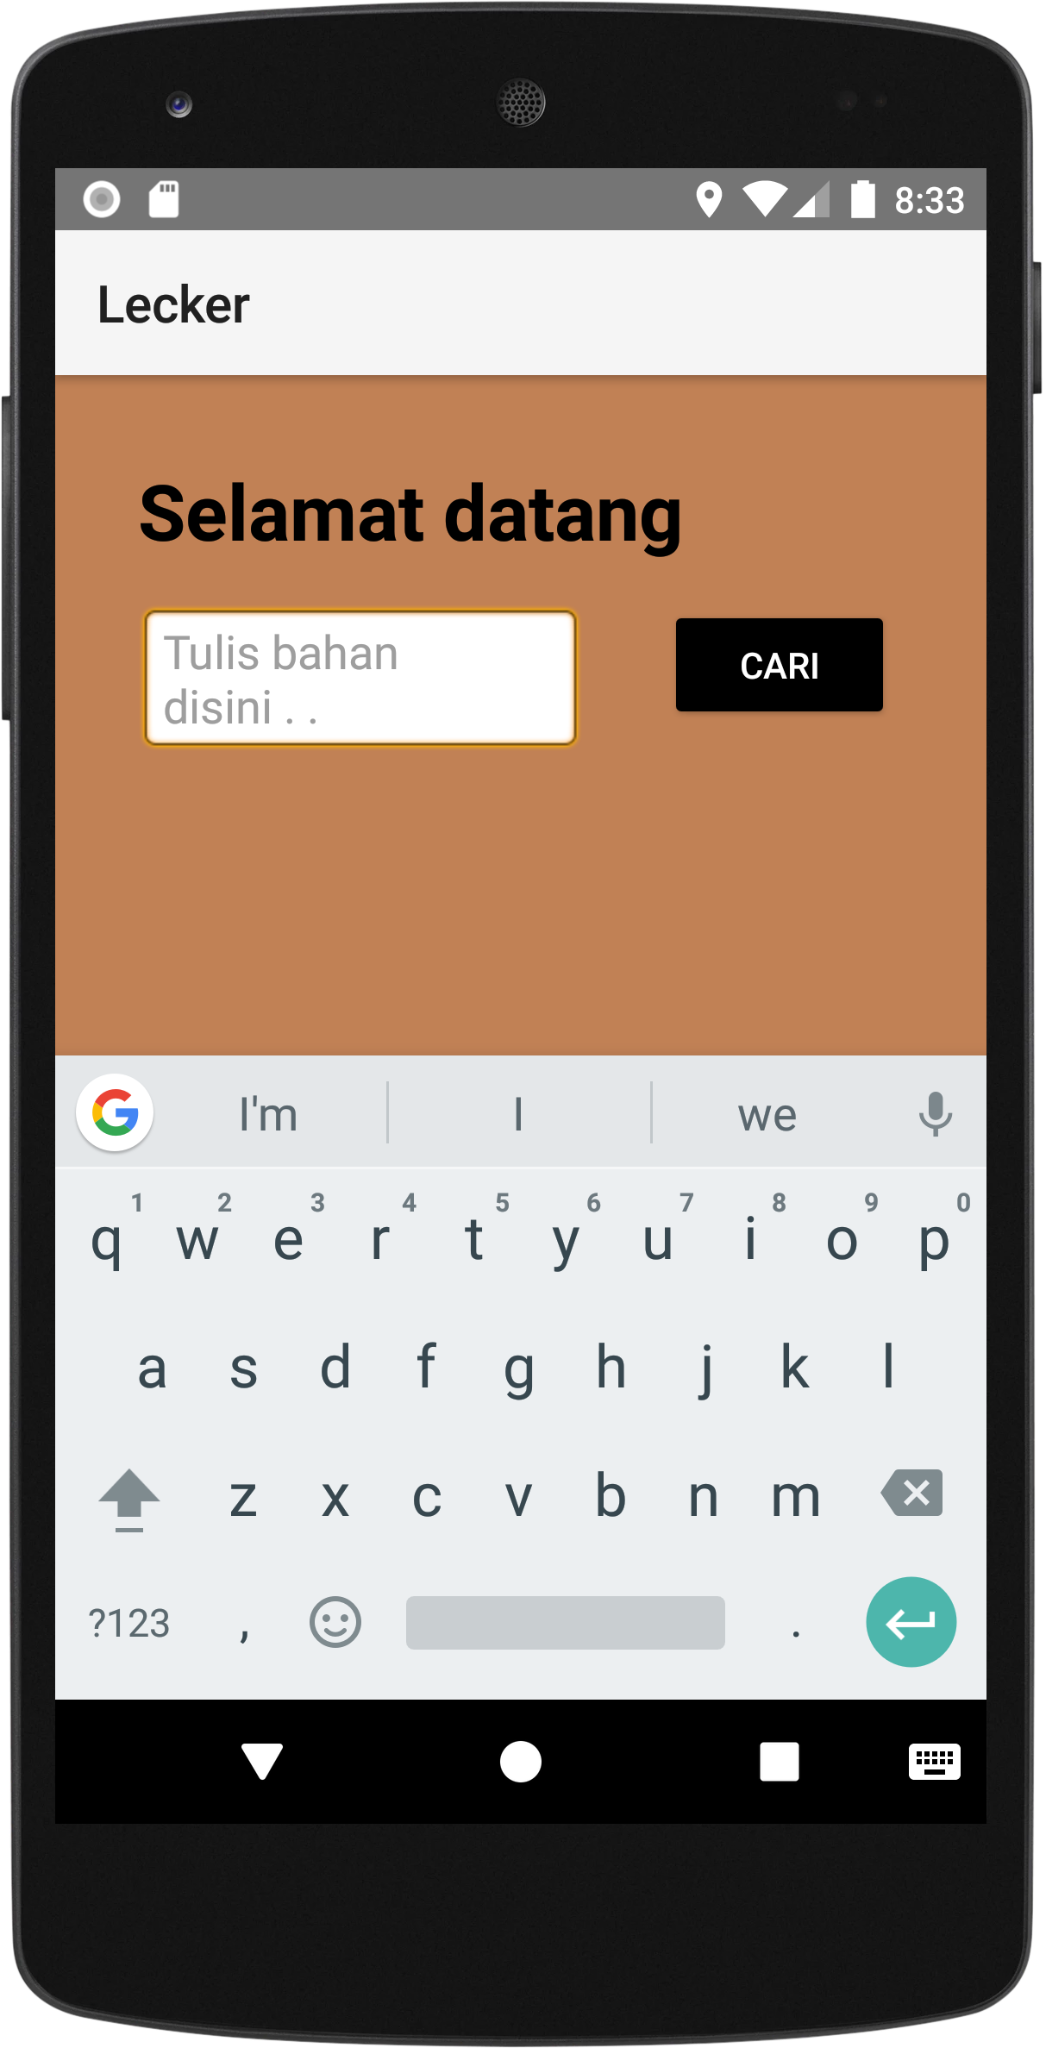 8:33
Lecker
Selamat datang
Tulis bahan
disini . .
CARI
G I'm I we
1 2 3 4 5 6 7 8 9 0
q w e r t y u i o p
a s d f g h j k l
z x c v b n m
?123 , .